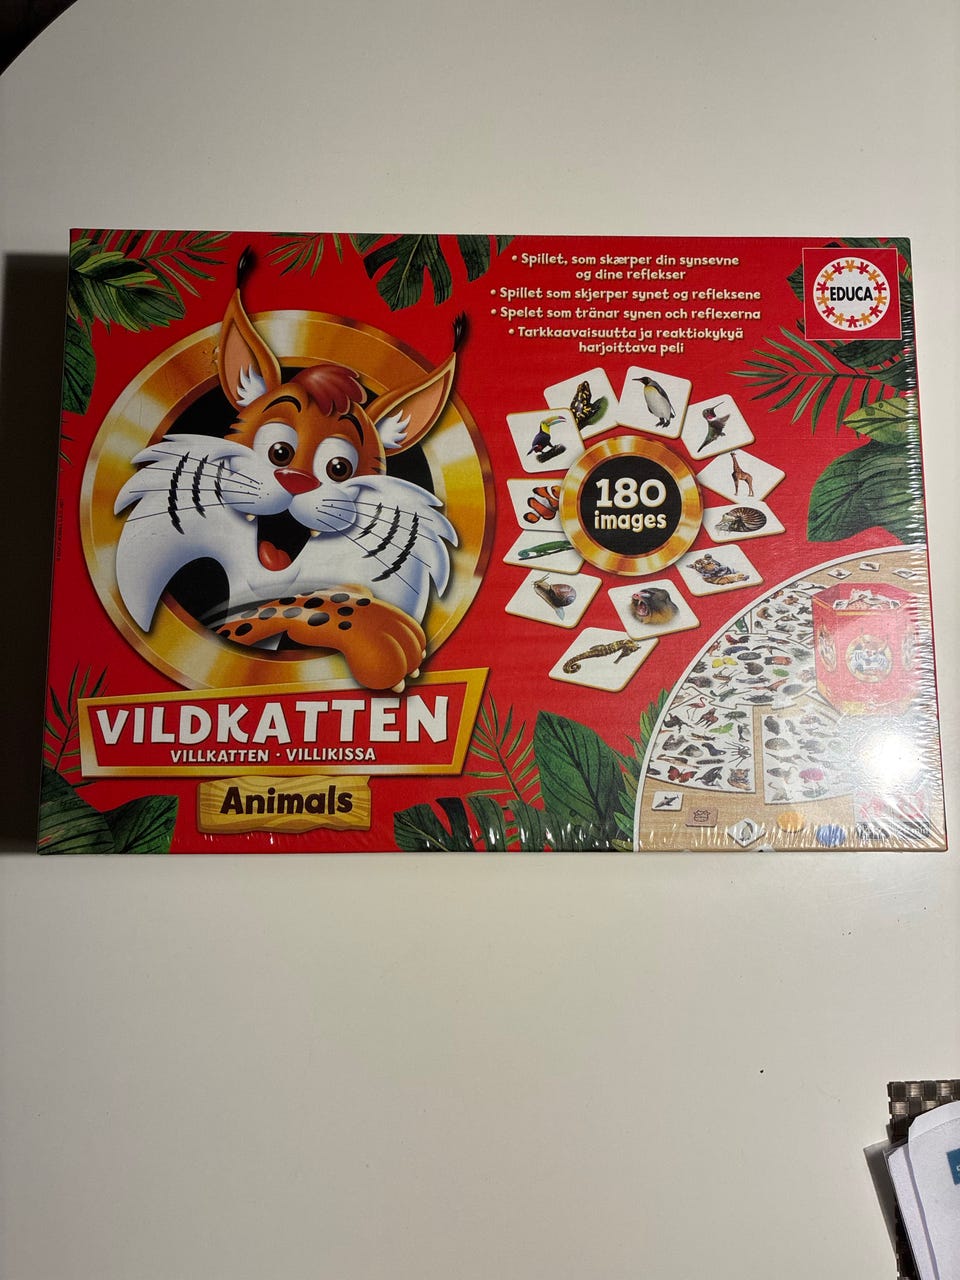 • Spillet, som skærper din synsevne
og dine reflekser
• Spillet som skjerper synet og refleksene
• Spelet som tränar synen och reflexerna
• Tarkkaavaisuutta ja reaktiokykyä
harjoittava peli
EDUCA
180
images
VILDKATTEN
VILLKATTEN · VILLIKISSA
Animals